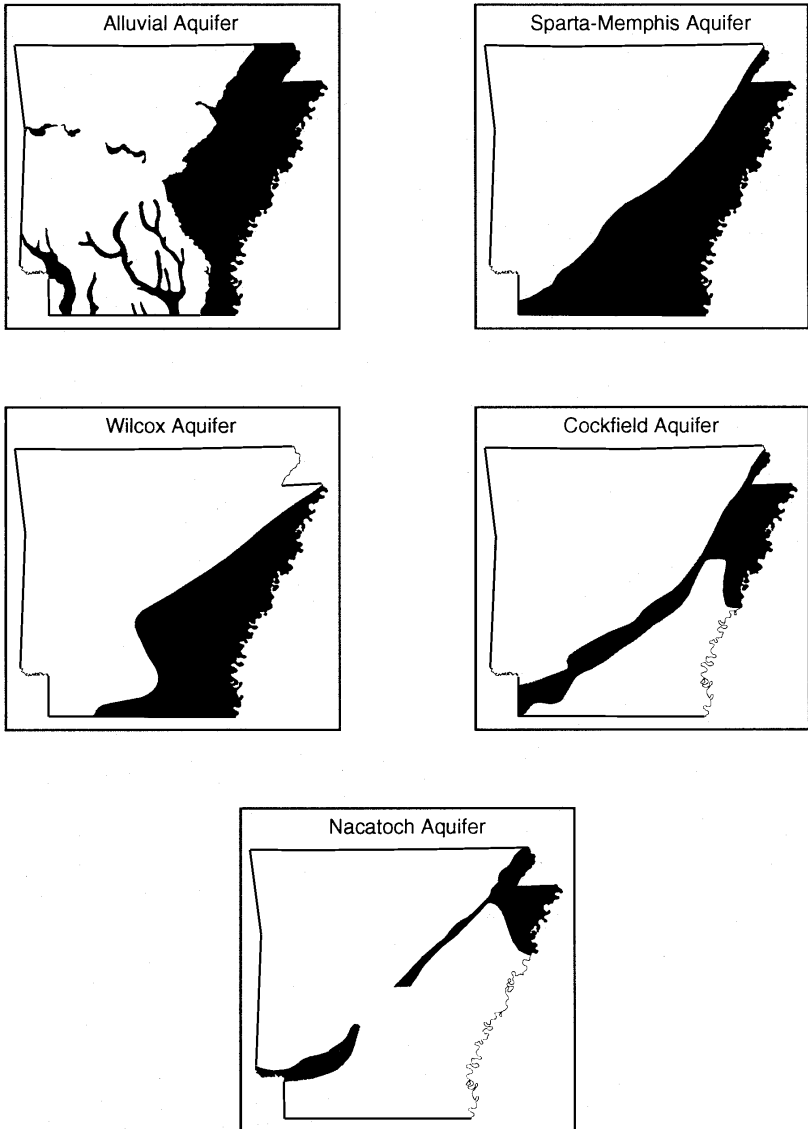 Alluvial Aquifer
Sparta-Memphis Aquifer
Wilcox Aquifer
Cockfield Aquifer
Nacatoch Aquifer